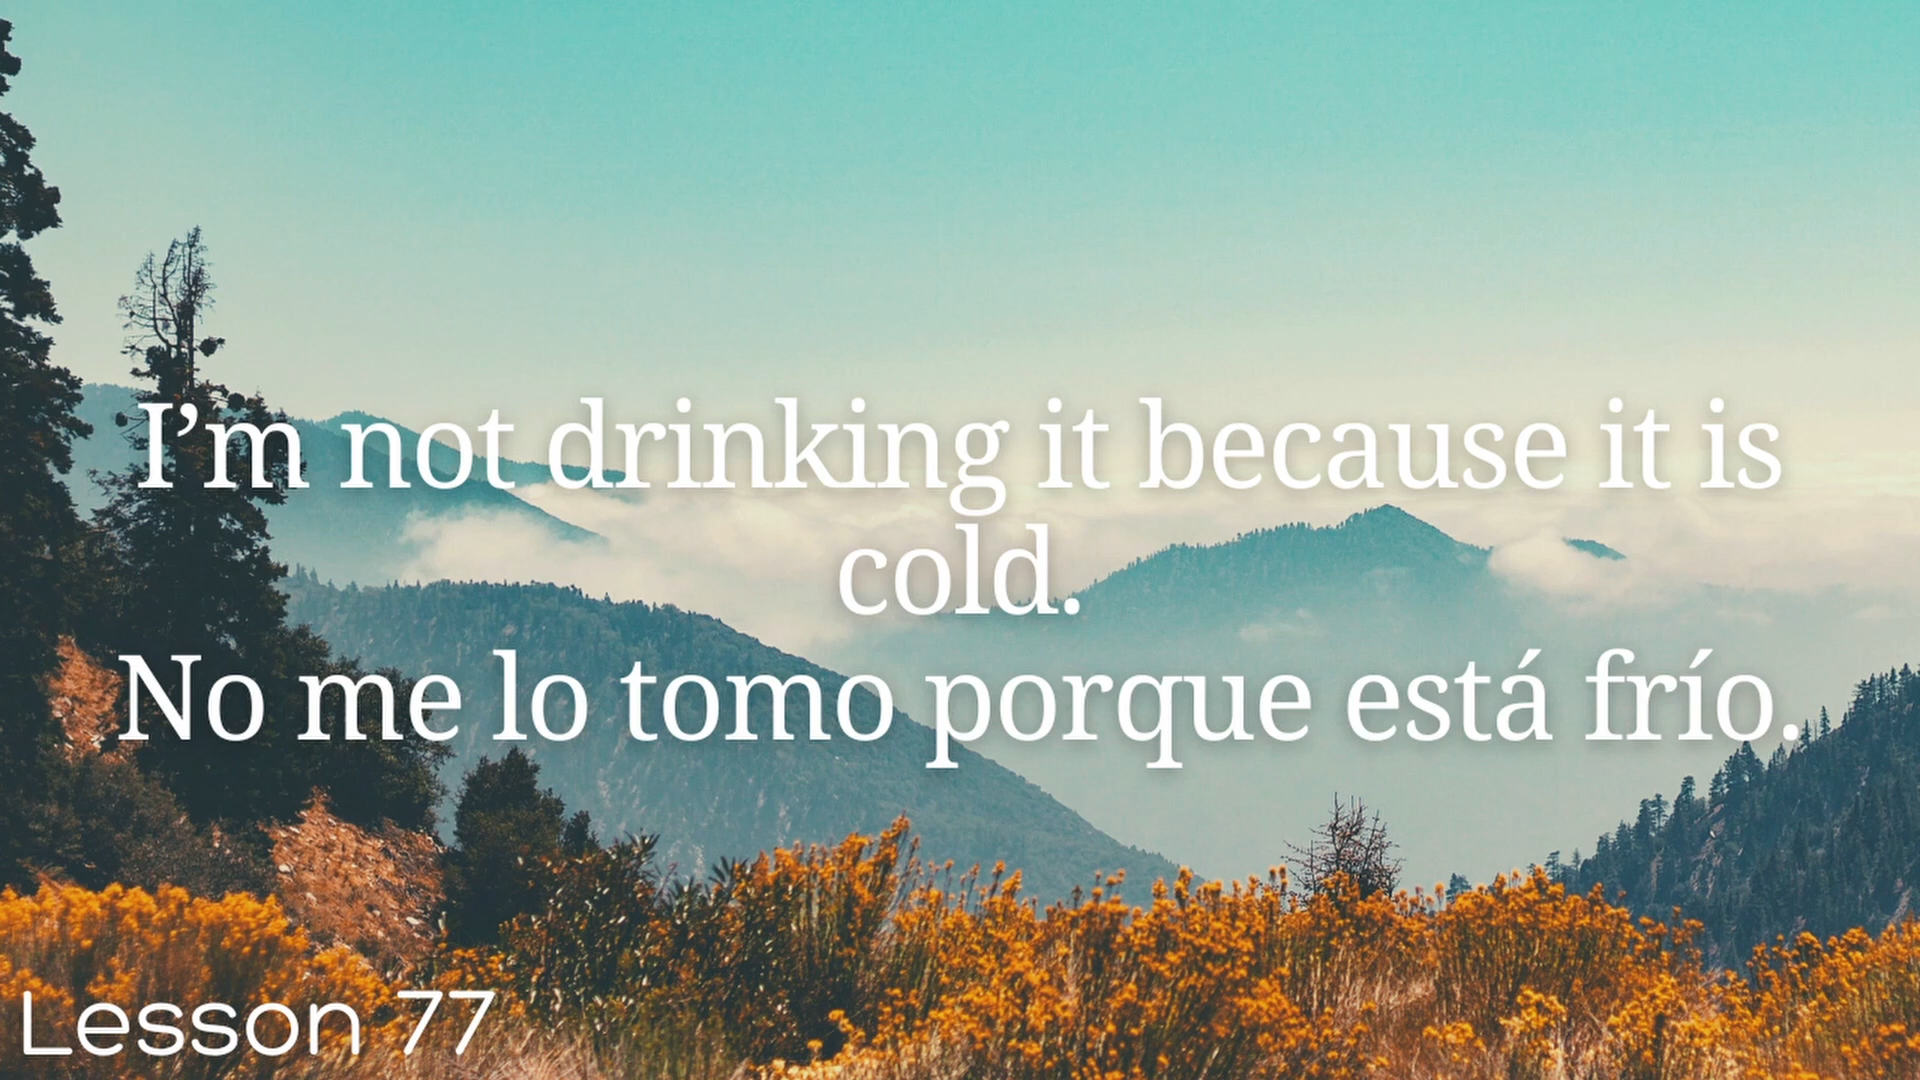 I’m not drinking it because it is
cold.
No me lo tomo porque está frío.
Lesson 77